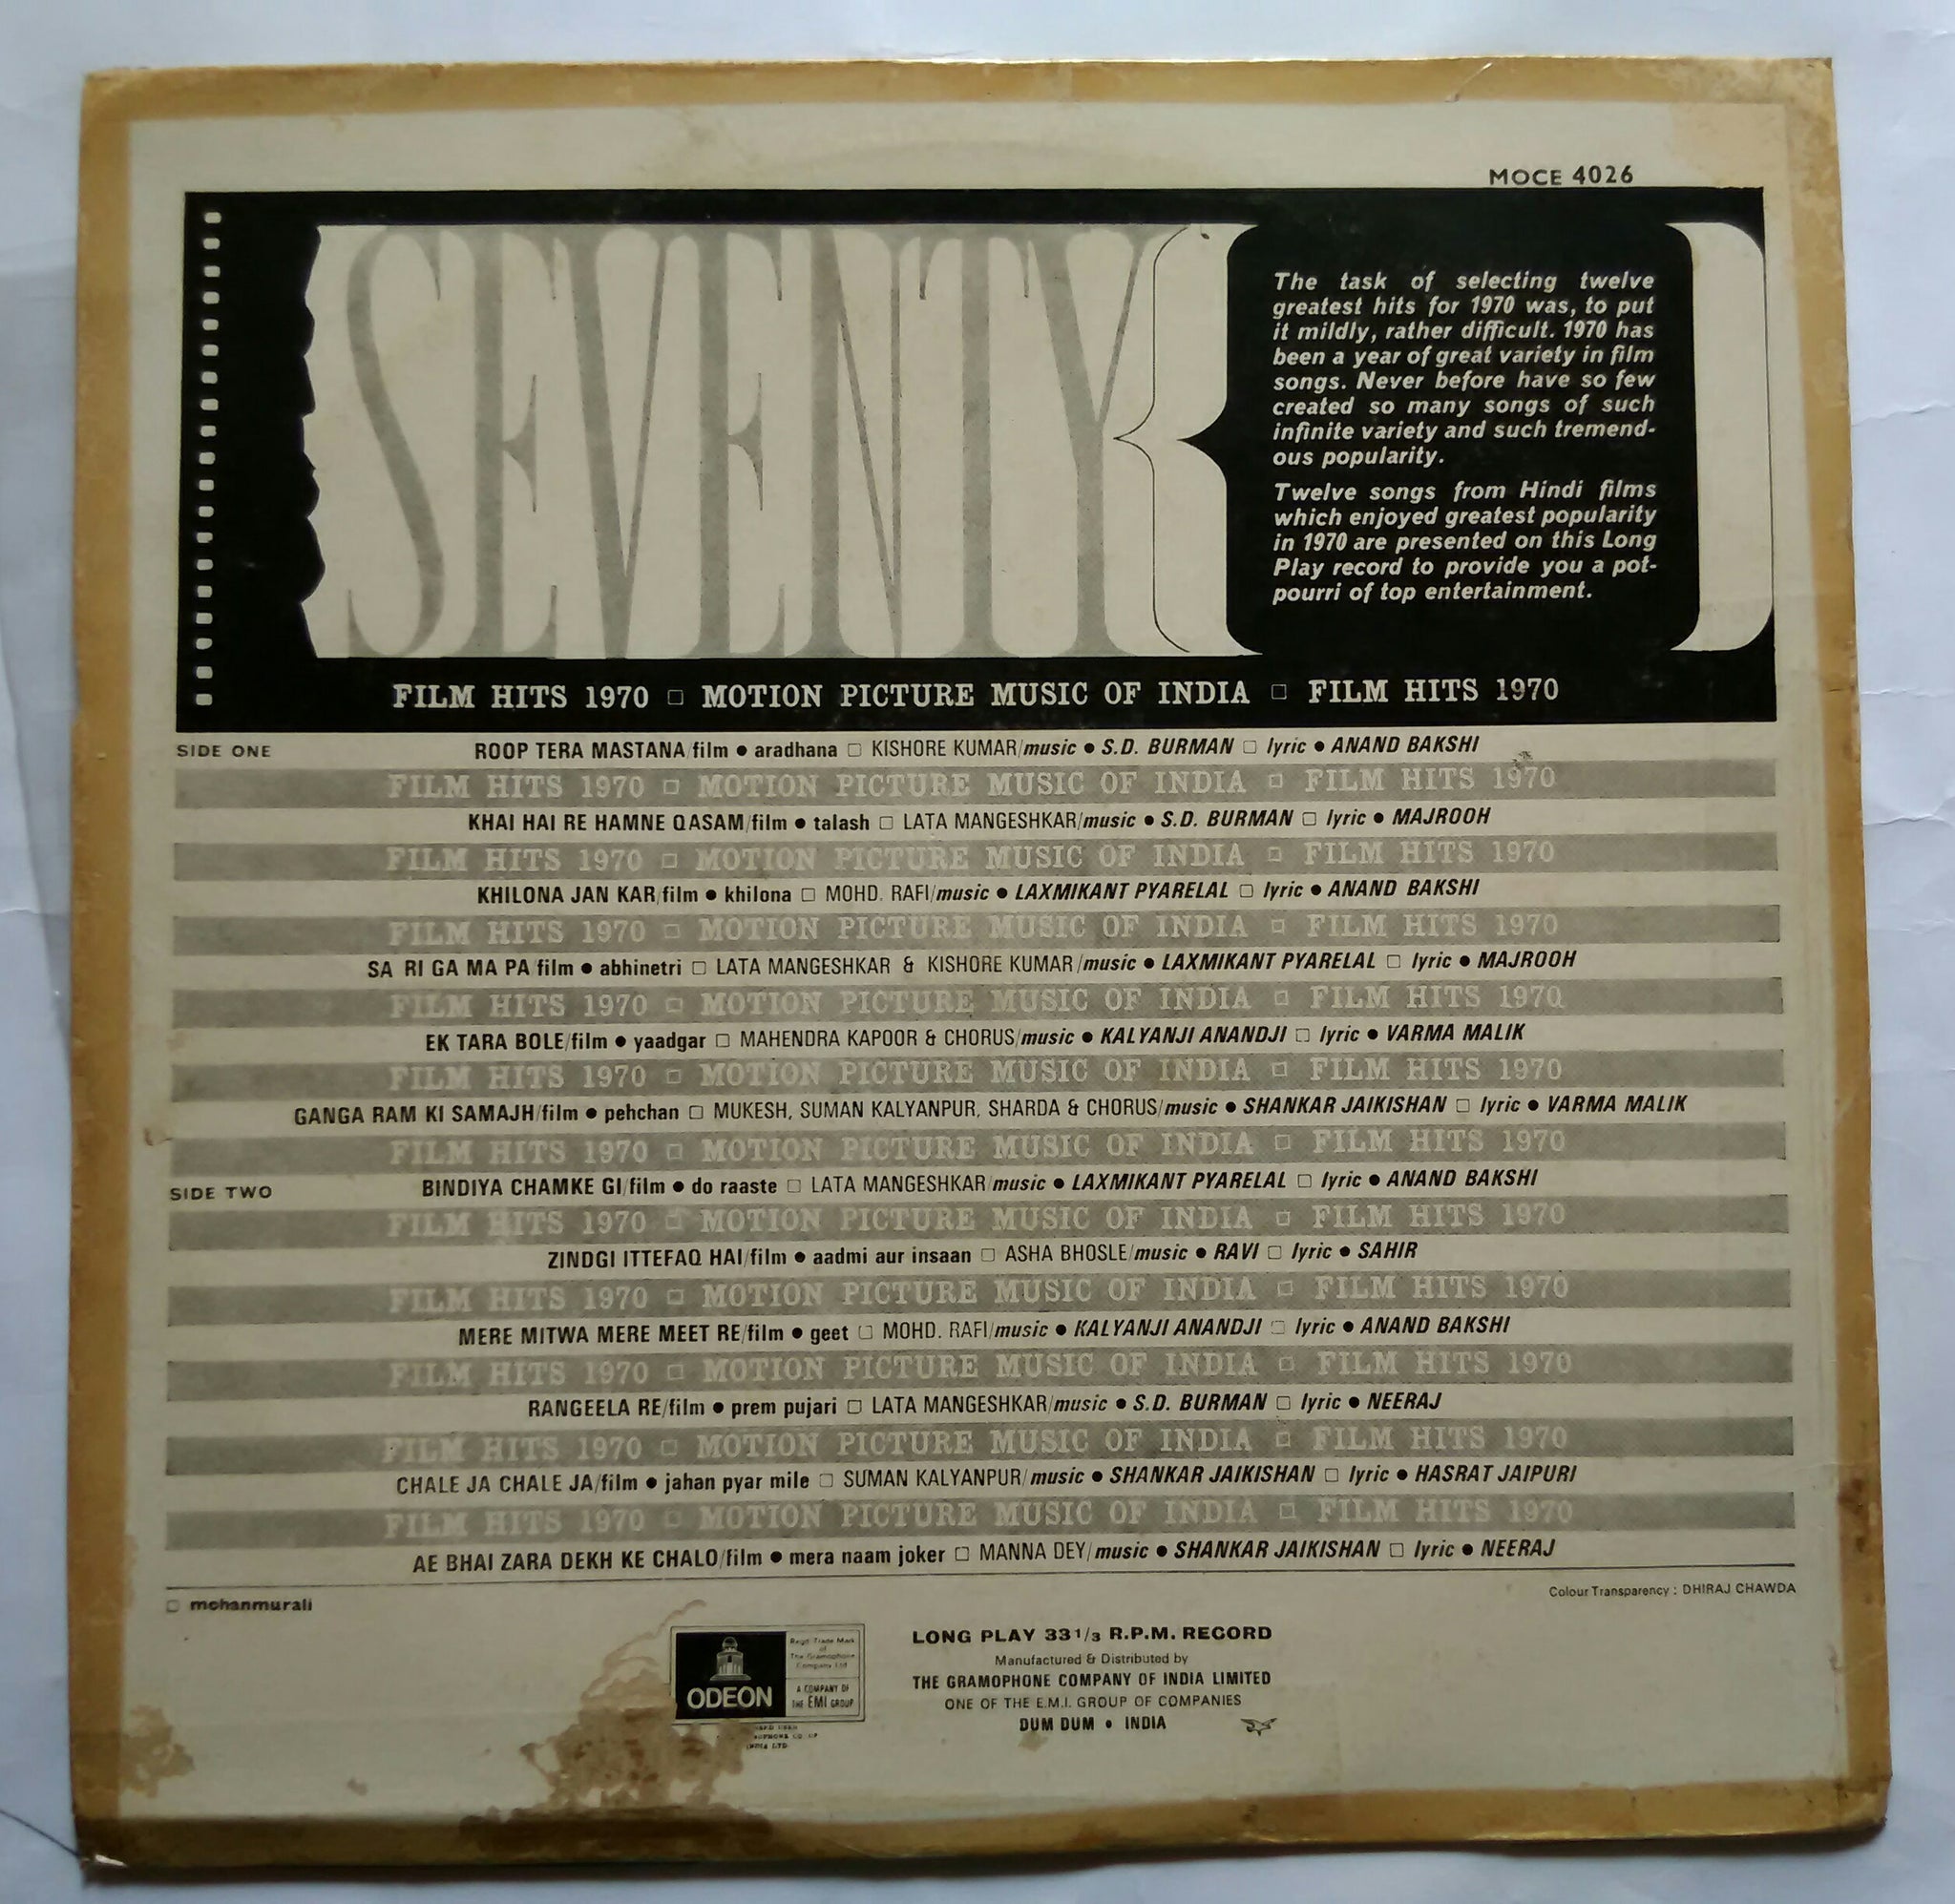 MOCE 4026
SEVENTY
The task of selecting twelve
greatest hits for 1970 was, to put
it mildly, rather difficult. 1970 has
been a year of great variety in film
songs. Never before have so few
created so many songs of such
infinite variety and such tremend-
ous popularity.
Twelve songs from Hindi films
which enjoyed greatest popularity
in 1970 are presented on this Long
Play record to provide you a pot-
pourri of top entertainment.
FILM HITS 1970 □ MOTION PICTURE MUSIC OF INDIA □ FILM HITS 1970
SIDE ONE ROOP TERA MASTANA/film ● aradhana □ KISHORE KUMAR/music ● S.D. BURMAN □ lyric ● ANAND BAKSHI
FILM HITS 1970 □ MOTION PICTURE MUSIC OF INDIA □ FILM HITS 1970
KHAI HAI RE HAMNE QASAM/film ● talash □ LATA MANGESHKAR/music ● S.D. BURMAN □ lyric ● MAJROOH
FILM HITS 1970 □ MOTION PICTURE MUSIC OF INDIA □ FILM HITS 1970
KHILONA JAN KAR/film ● khilona □ MOHD. RAFI/music ● LAXMIKANT PYARELAL □ lyric ● ANAND BAKSHI
FILM HITS 1970 □ MOTION PICTURE MUSIC OF INDIA □ FILM HITS 1970
SA RI GA MA PA/film ● abhinetri □ LATA MANGESHKAR & KISHORE KUMAR/music ● LAXMIKANT PYARELAL □ lyric ● MAJROOH
FILM HITS 1970 □ MOTION PICTURE MUSIC OF INDIA □ FILM HITS 1970
EK TARA BOLE/film ● yaadgar □ MAHENDRA KAPOOR & CHORUS/music ● KALYANJI ANANDJI □ lyric ● VARMA MALIK
FILM HITS 1970 □ MOTION PICTURE MUSIC OF INDIA □ FILM HITS 1970
GANGA RAM KI SAMAJH/film ● pehchan □ MUKESH, SUMAN KALYANPUR, SHARDA & CHORUS/music ● SHANKAR JAIKISHAN □ lyric ● VARMA MALIK
FILM HITS 1970 □ MOTION PICTURE MUSIC OF INDIA □ FILM HITS 1970
SIDE TWO BINDIYA CHAMKE GI/film ● do raaste □ LATA MANGESHKAR/music ● LAXMIKANT PYARELAL □ lyric ● ANAND BAKSHI
FILM HITS 1970 □ MOTION PICTURE MUSIC OF INDIA □ FILM HITS 1970
ZINDGI ITTEFAQ HAI/film ● aadmi aur insaan □ ASHA BHOSLE/music ● RAVI □ lyric ● SAHIR
FILM HITS 1970 □ MOTION PICTURE MUSIC OF INDIA □ FILM HITS 1970
MERE MITWA MERE MEET RE/film ● geet □ MOHD. RAFI/music ● KALYANJI ANANDJI □ lyric ● ANAND BAKSHI
FILM HITS 1970 □ MOTION PICTURE MUSIC OF INDIA □ FILM HITS 1970
RANGEELA RE/film ● prem pujari □ LATA MANGESHKAR/music ● S.D. BURMAN □ lyric ● NEERAJ
FILM HITS 1970 □ MOTION PICTURE MUSIC OF INDIA □ FILM HITS 1970
CHALE JA CHALE JA/film ● jahan pyar mile □ SUMAN KALYANPUR/music ● SHANKAR JAIKISHAN □ lyric ● HASRAT JAIPURI
FILM HITS 1970 □ MOTION PICTURE MUSIC OF INDIA □ FILM HITS 1970
AE BHAI ZARA DEKH KE CHALO/film ● mera naam joker □ MANNA DEY/music ● SHANKAR JAIKISHAN □ lyric ● NEERAJ
□ mohanmurali
Colour Transparency : DHIRAJ CHAWDA
ODEON
Regd. Trade Mark
of
The Gramophone
Company Ltd
A COMPANY OF
THE EMI GROUP
INDIA LTD.
LONG PLAY 33 1/3 R.P.M. RECORD
Manufactured & Distributed by
THE GRAMOPHONE COMPANY OF INDIA LIMITED
ONE OF THE E.M.I. GROUP OF COMPANIES
DUM DUM • INDIA